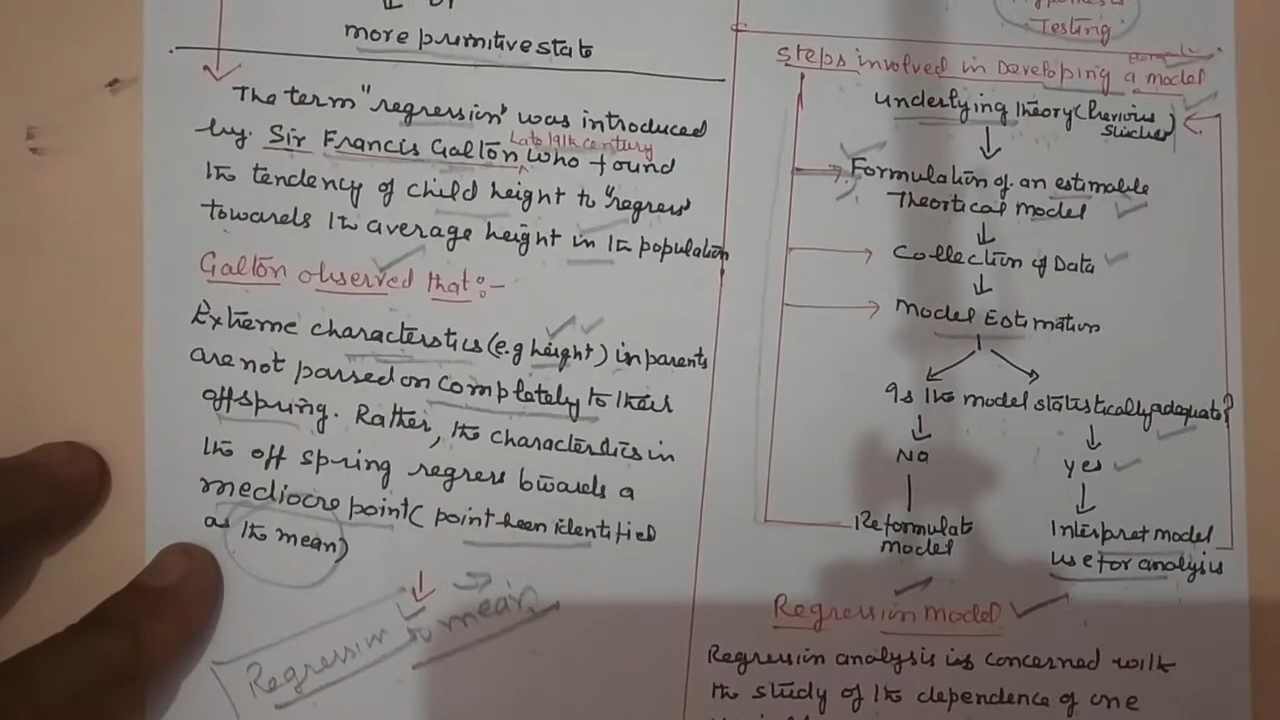 more primitive state
The term "regression" was introduced
by Sir Francis Galton who found
Late 19th century
the tendency of child height to "regress"
towards the average height in the population
Galton observed that:-
Extreme characteristics (e.g height) in parents
are not passed on completely to their
offspring. Rather, the characteristics in
the off spring regress towards a
mediocre point (point been identified
as the mean)
Regression to mean
Testing
Steps involved in Developing a model
underlying theory (
Formulation of an estimable
Theortical model
Collection of Data
Model Estimation
Is the model statistically adequate?
No
yes
Reformulate
model
Interpret model
use for analysis
Regression model
Regression analysis is concerned with
the study of the dependence of one